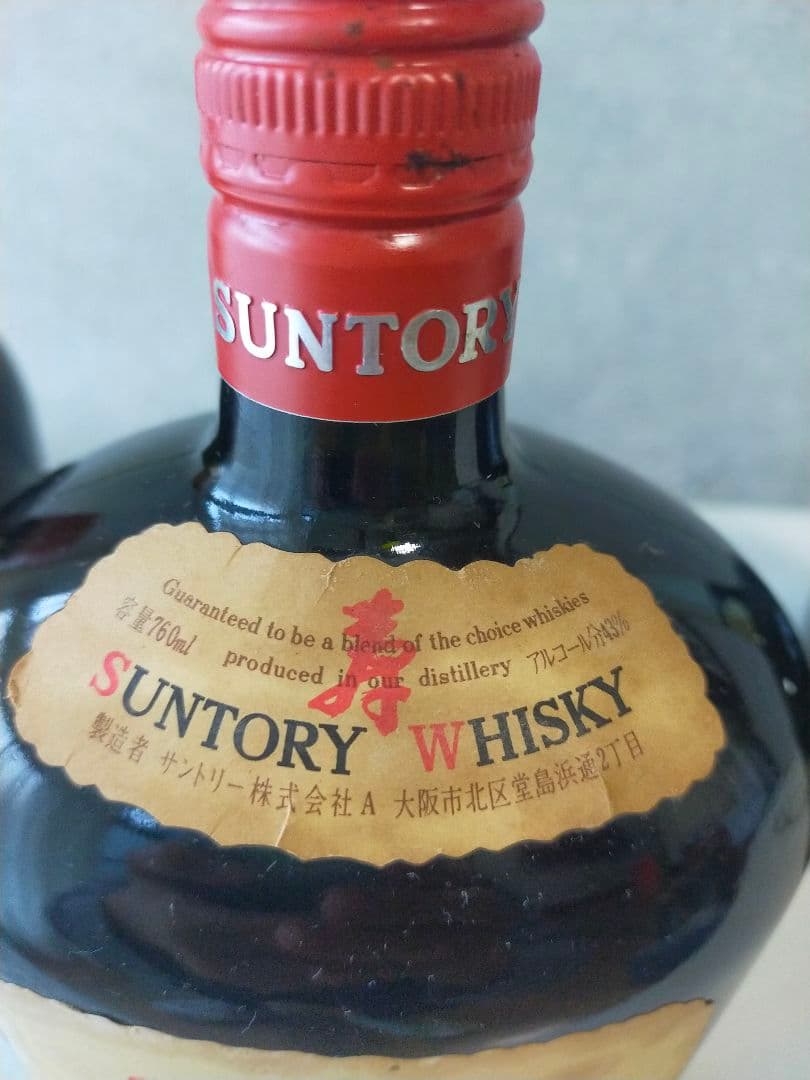 SUNTORY
Guaranteed to be a blend of the choice whiskies
容量760ml produced in our distillery アルコール分43%
寿
SUNTORY WHISKY
製造者 サントリー株式会社A 大阪市北区堂島浜通2丁目